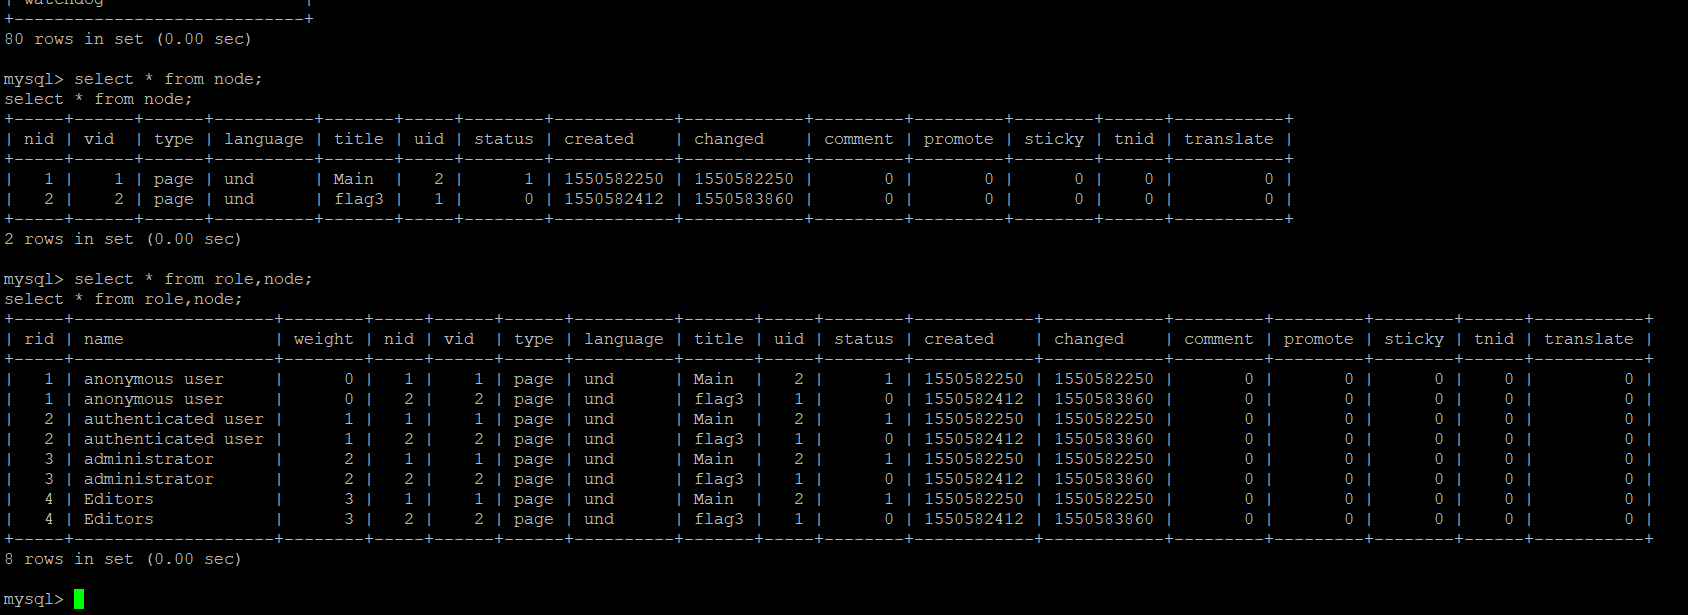 | watchdog                    |
+-----------------------------+
80 rows in set (0.00 sec)
mysql> select * from node;
select * from node;
+-----+------+------+----------+-------+-----+--------+------------+------------+---------+---------+--------+------+-----------+
| nid | vid  | type | language | title | uid | status | created    | changed    | comment | promote | sticky | tnid | translate |
+-----+------+------+----------+-------+-----+--------+------------+------------+---------+---------+--------+------+-----------+
|   1 |    1 | page | und      | Main  |   2 |      1 | 1550582250 | 1550582250 |       0 |       0 |      0 |    0 |         0 |
|   2 |    2 | page | und      | flag3 |   1 |      0 | 1550582412 | 1550583860 |       0 |       0 |      0 |    0 |         0 |
+-----+------+------+----------+-------+-----+--------+------------+------------+---------+---------+--------+------+-----------+
2 rows in set (0.00 sec)
mysql> select * from role,node;
select * from role,node;
+-----+--------------------+--------+-----+------+------+----------+-------+-----+--------+------------+------------+---------+---------+--------+------+-----------+
| rid | name               | weight | nid | vid  | type | language | title | uid | status | created    | changed    | comment | promote | sticky | tnid | translate |
+-----+--------------------+--------+-----+------+------+----------+-------+-----+--------+------------+------------+---------+---------+--------+------+-----------+
|   1 | anonymous user     |      0 |   1 |    1 | page | und      | Main  |   2 |      1 | 1550582250 | 1550582250 |       0 |       0 |      0 |    0 |         0 |
|   1 | anonymous user     |      0 |   2 |    2 | page | und      | flag3 |   1 |      0 | 1550582412 | 1550583860 |       0 |       0 |      0 |    0 |         0 |
|   2 | authenticated user |      1 |   1 |    1 | page | und      | Main  |   2 |      1 | 1550582250 | 1550582250 |       0 |       0 |      0 |    0 |         0 |
|   2 | authenticated user |      1 |   2 |    2 | page | und      | flag3 |   1 |      0 | 1550582412 | 1550583860 |       0 |       0 |      0 |    0 |         0 |
|   3 | administrator      |      2 |   1 |    1 | page | und      | Main  |   2 |      1 | 1550582250 | 1550582250 |       0 |       0 |      0 |    0 |         0 |
|   3 | administrator      |      2 |   2 |    2 | page | und      | flag3 |   1 |      0 | 1550582412 | 1550583860 |       0 |       0 |      0 |    0 |         0 |
|   4 | Editors            |      3 |   1 |    1 | page | und      | Main  |   2 |      1 | 1550582250 | 1550582250 |       0 |       0 |      0 |    0 |         0 |
|   4 | Editors            |      3 |   2 |    2 | page | und      | flag3 |   1 |      0 | 1550582412 | 1550583860 |       0 |       0 |      0 |    0 |         0 |
+-----+--------------------+--------+-----+------+------+----------+-------+-----+--------+------------+------------+---------+---------+--------+------+-----------+
8 rows in set (0.00 sec)
mysql>